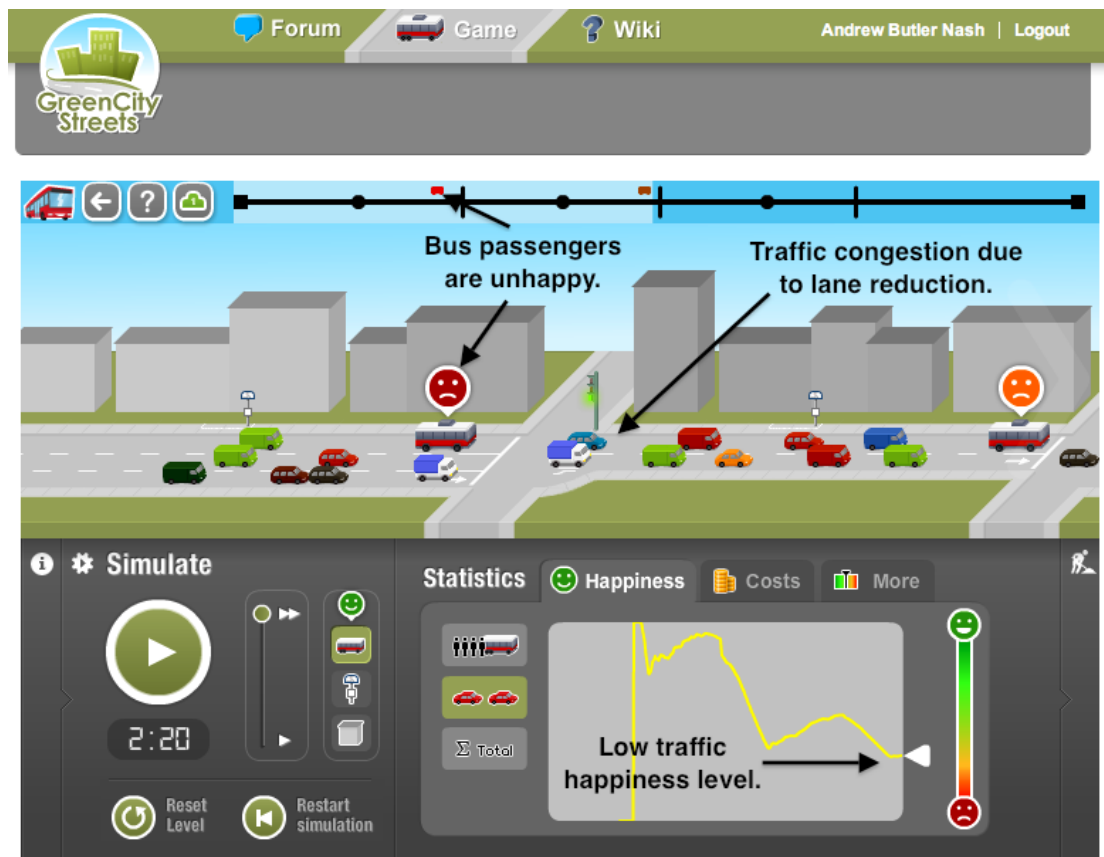 Forum
Game
Wiki
Andrew Butler Nash | Logout
GreenCity
Streets
?
Bus passengers
are unhappy.
Traffic congestion due
to lane reduction.
i
Simulate
2:20
Reset
Level
Restart
simulation
Statistics
Happiness
Costs
More
Σ Total
Low traffic
happiness level.